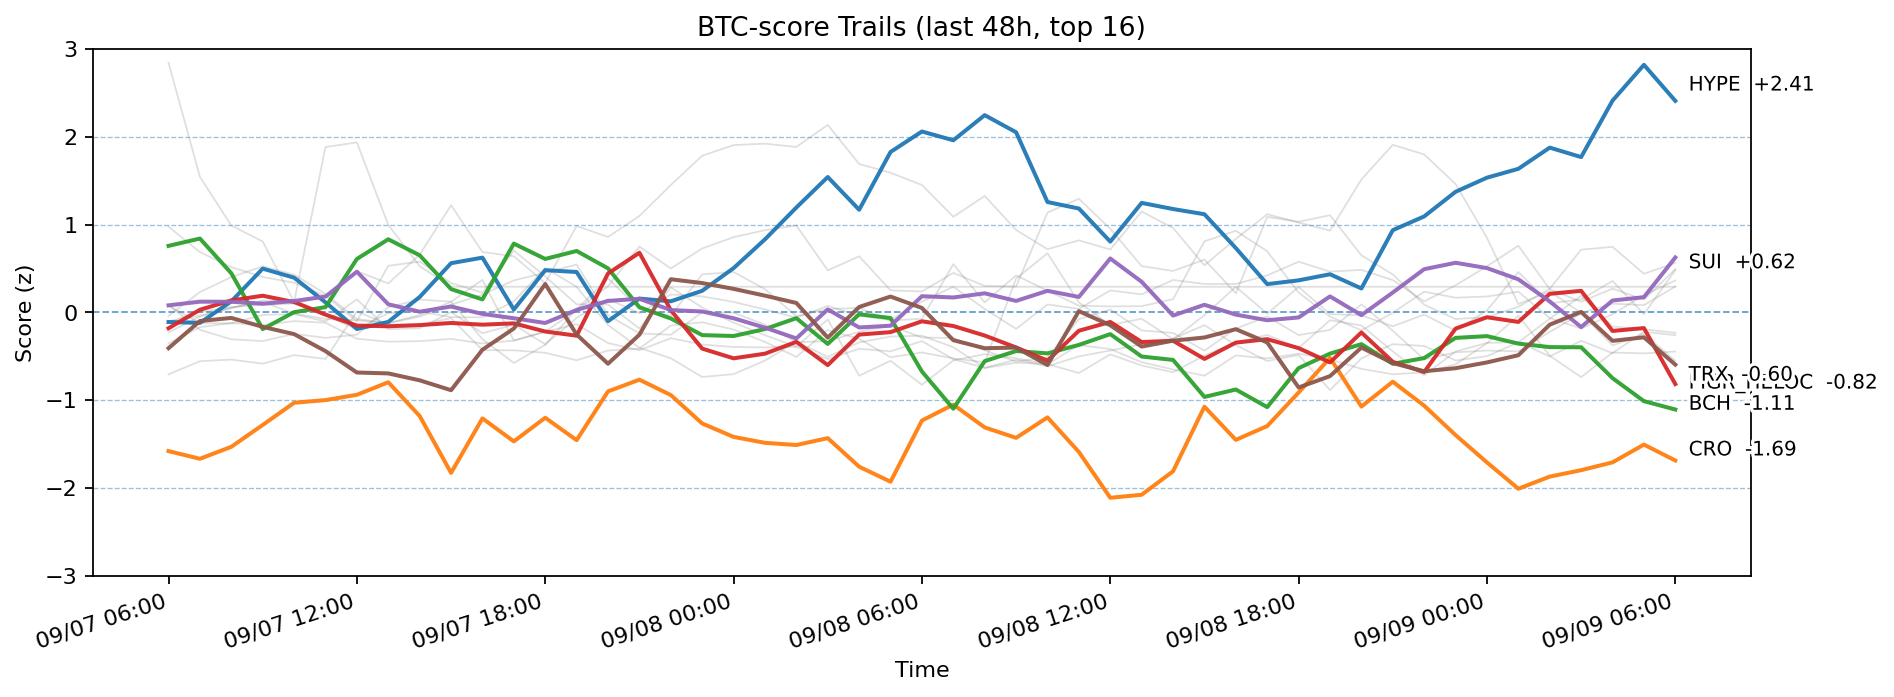 BTC-score Trails (last 48h, top 16)
Score (z)
3
2
1
0
−1
−2
−3
HYPE +2.41
SUI +0.62
TRX -0.60
-0.82
BCH -1.11
CRO -1.69
09/07 06:00
09/07 12:00
09/07 18:00
09/08 00:00
09/08 06:00
09/08 12:00
09/08 18:00
09/09 00:00
09/09 06:00
Time